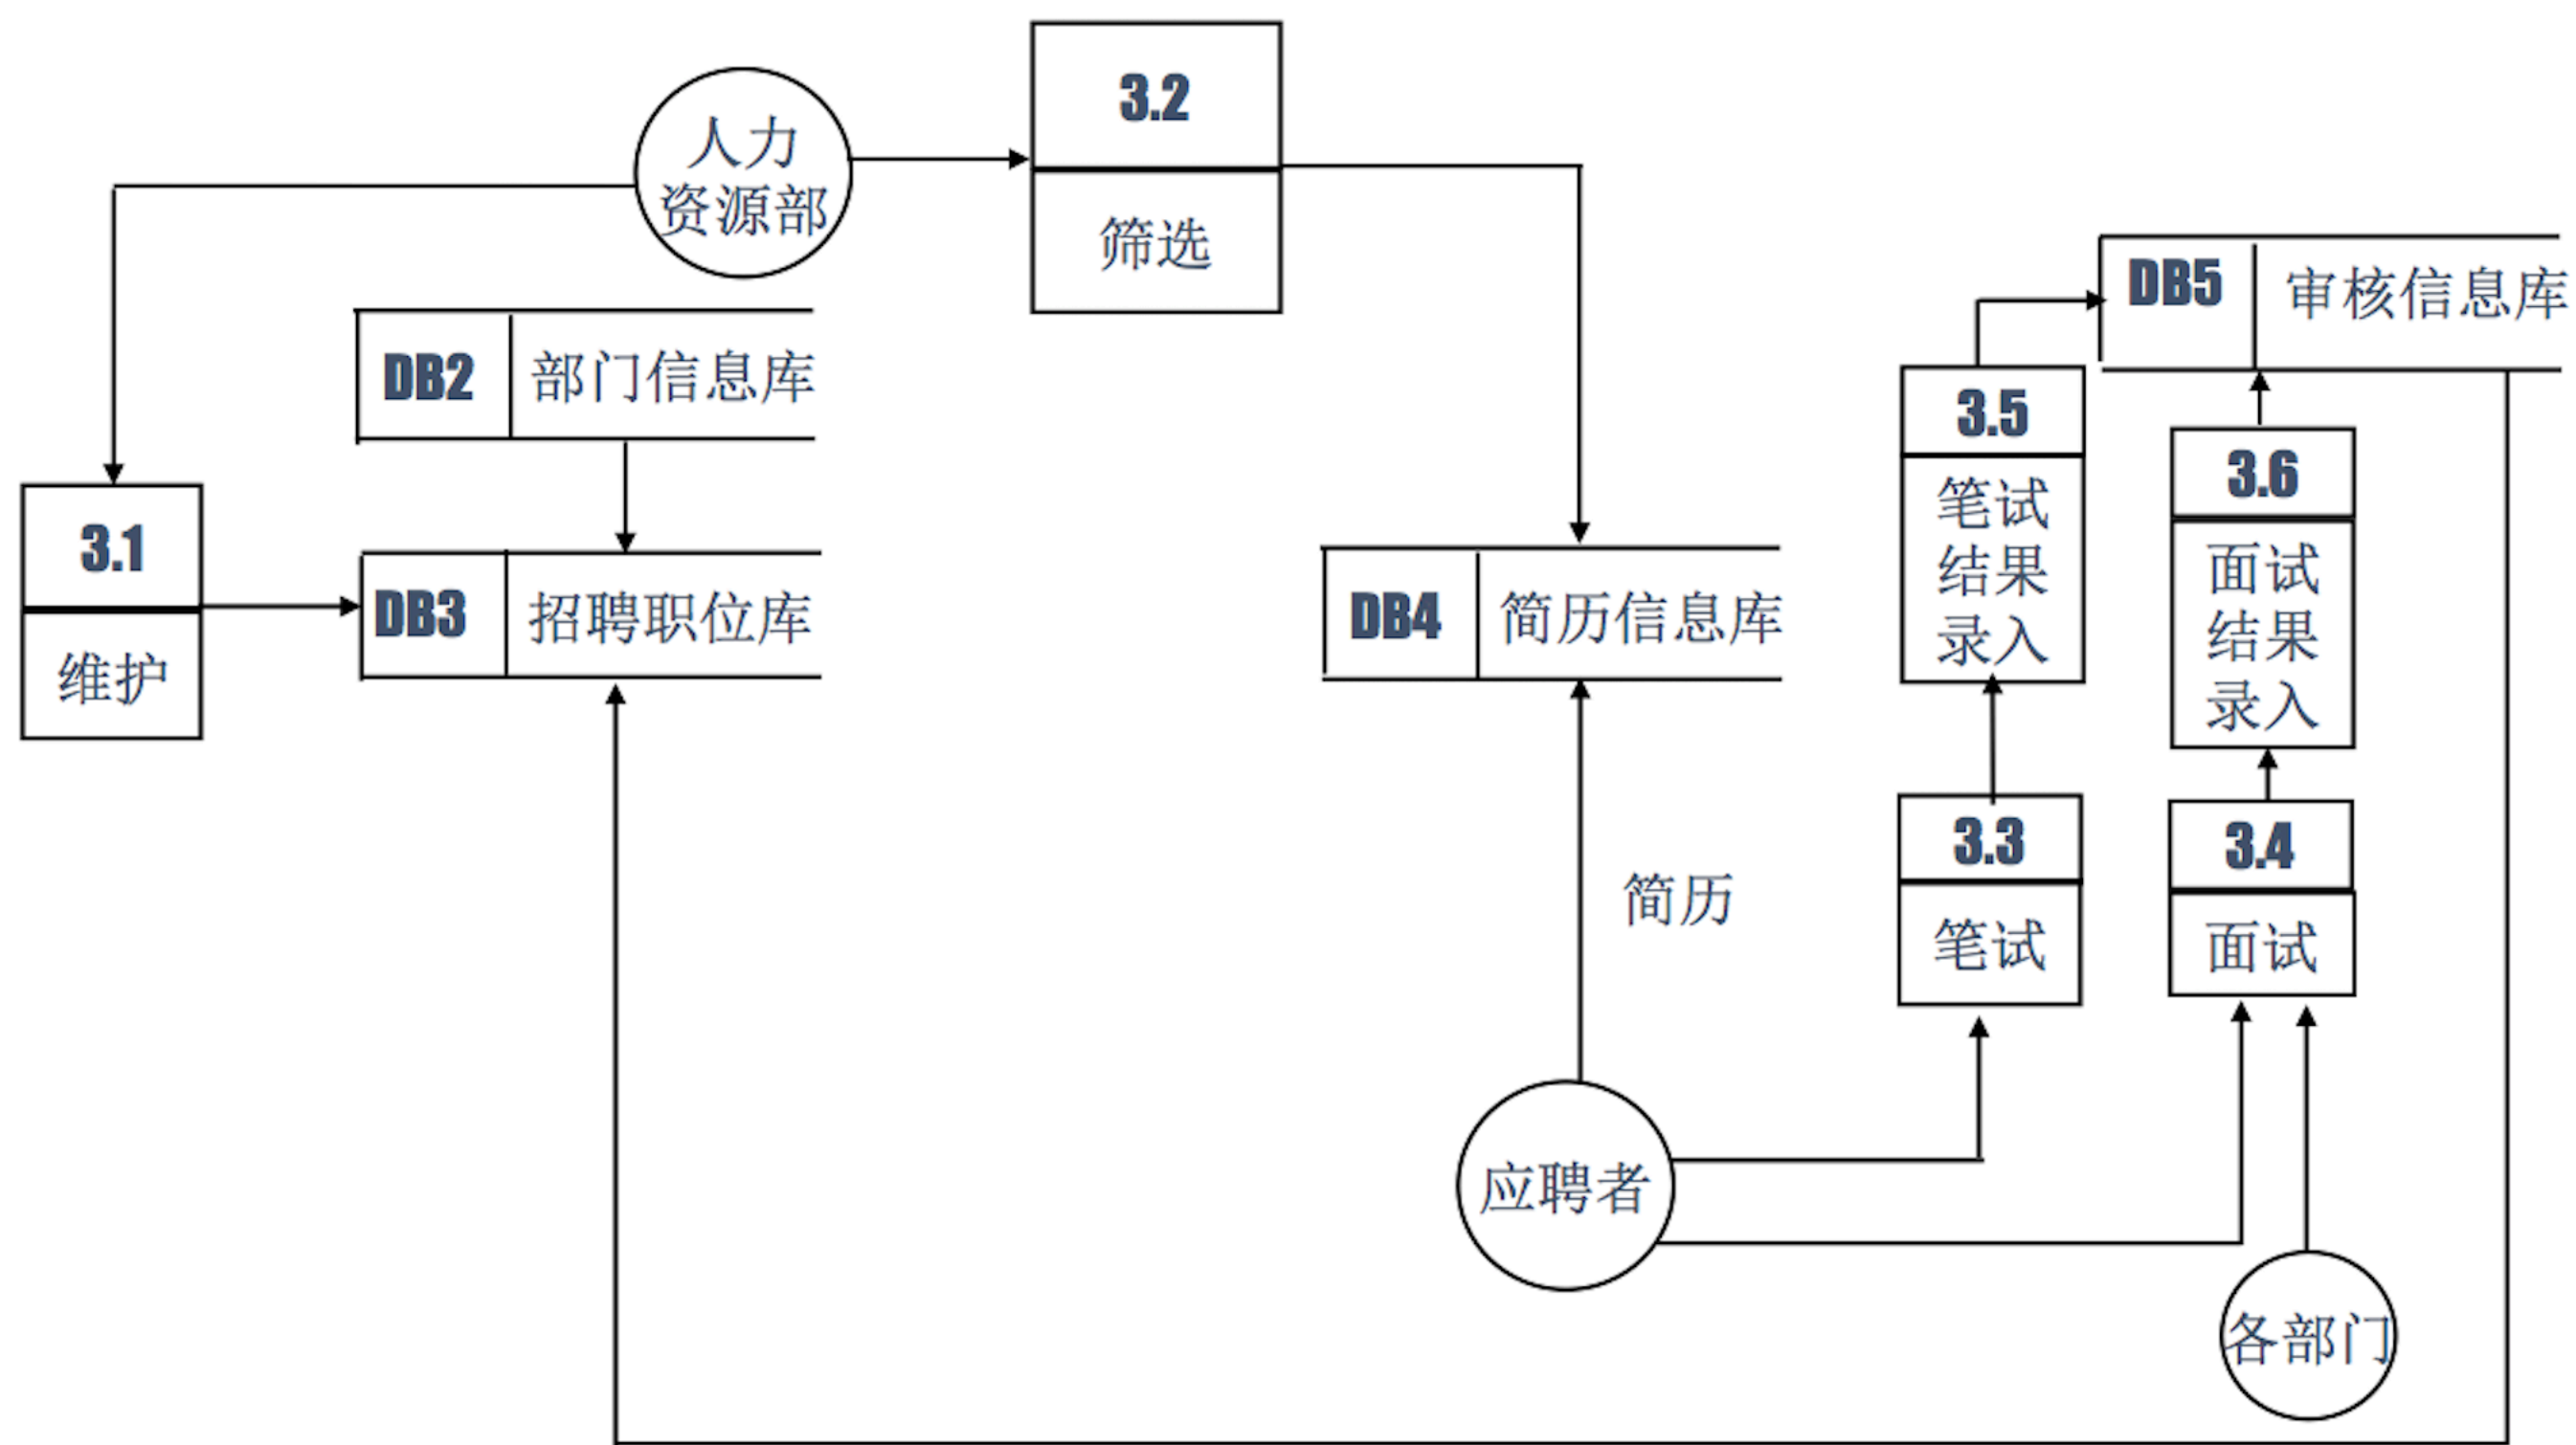 3.2
人力
资源部
筛选
DB5
审核信息库
DB2
部门信息库
3.5
3.6
笔试
结果
录入
面试
结果
录入
3.1
维护
DB3
招聘职位库
DB4
简历信息库
简历
3.3
笔试
3.4
面试
应聘者
各部门